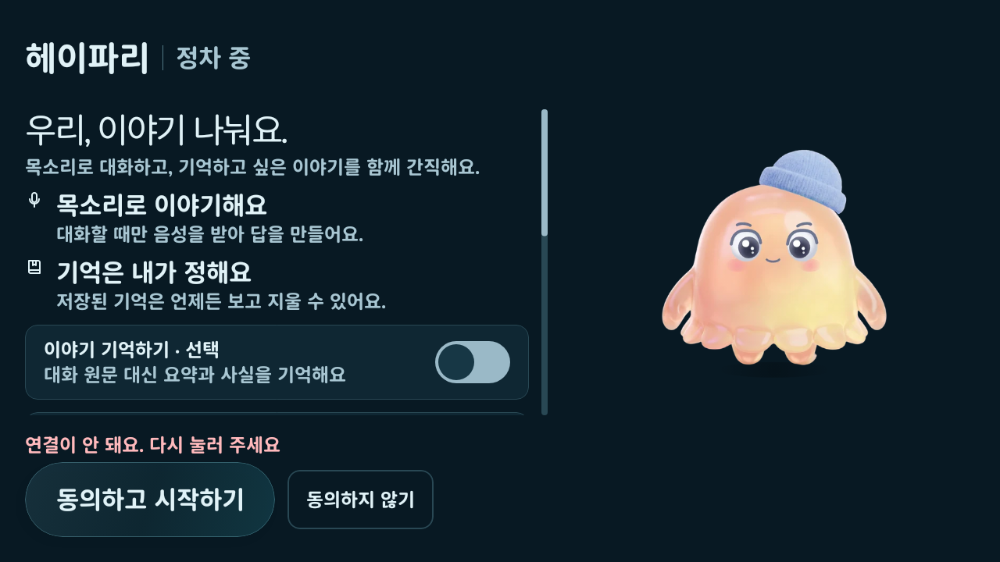 헤이파리
정차 중
우리, 이야기 나눠요.
목소리로 대화하고, 기억하고 싶은 이야기를 함께 간직해요.
목소리로 이야기해요
대화할 때만 음성을 받아 답을 만들어요.
기억은 내가 정해요
저장된 기억은 언제든 보고 지울 수 있어요.
이야기 기억하기 · 선택
대화 원문 대신 요약과 사실을 기억해요
연결이 안 돼요. 다시 눌러 주세요
동의하고 시작하기
동의하지 않기